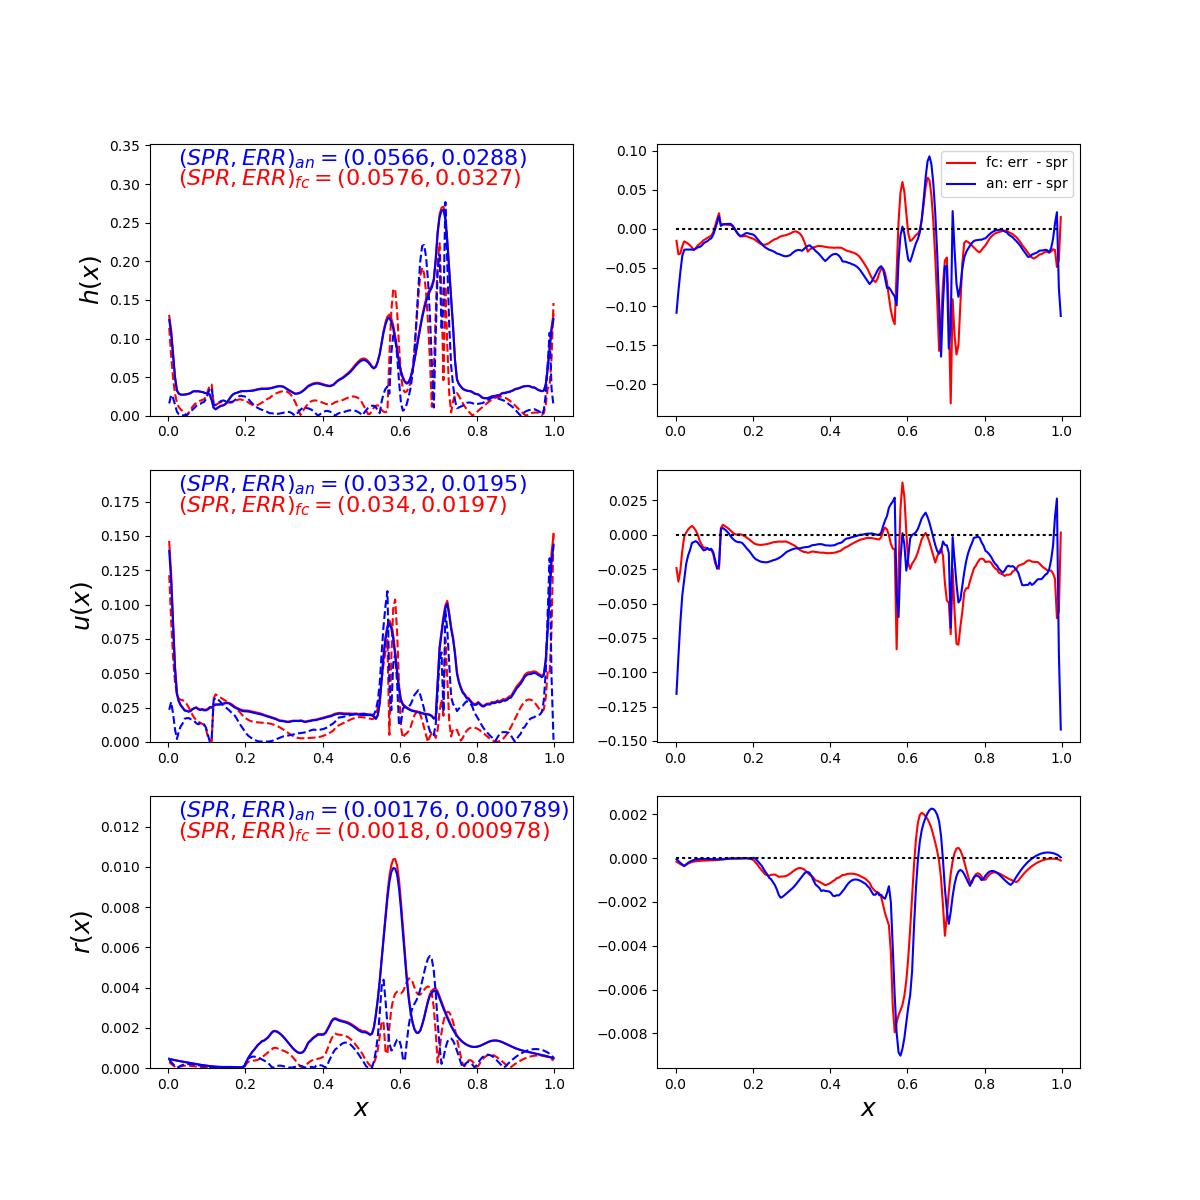 (SPR, ERR)an = (0.0566, 0.0288)
(SPR, ERR)fc = (0.0576, 0.0327)
h(x)
0.35
0.30
0.25
0.20
0.15
0.10
0.05
0.00
0.0 0.2 0.4 0.6 0.8 1.0
fc: err - spr
an: err - spr
0.10
0.05
0.00
−0.05
−0.10
−0.15
−0.20
0.0 0.2 0.4 0.6 0.8 1.0
(SPR, ERR)an = (0.0332, 0.0195)
(SPR, ERR)fc = (0.034, 0.0197)
u(x)
0.175
0.150
0.125
0.100
0.075
0.050
0.025
0.000
0.0 0.2 0.4 0.6 0.8 1.0
0.025
0.000
−0.025
−0.050
−0.075
−0.100
−0.125
−0.150
0.0 0.2 0.4 0.6 0.8 1.0
(SPR, ERR)an = (0.00176, 0.000789)
(SPR, ERR)fc = (0.0018, 0.000978)
r(x)
0.012
0.010
0.008
0.006
0.004
0.002
0.000
0.0 0.2 0.4 0.6 0.8 1.0
x
0.002
0.000
−0.002
−0.004
−0.006
−0.008
0.0 0.2 0.4 0.6 0.8 1.0
x